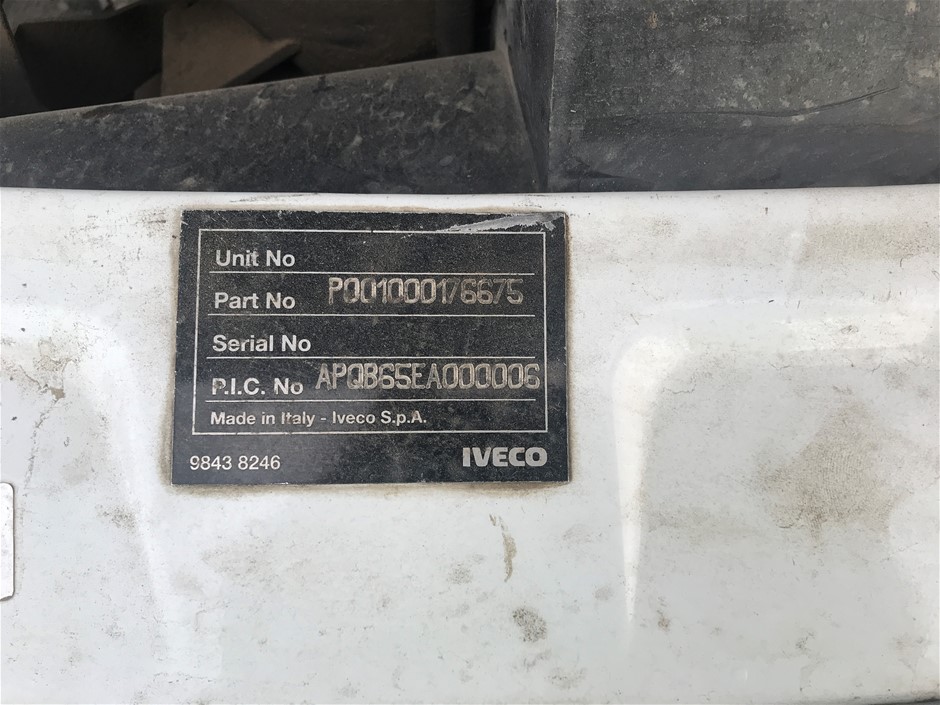 Unit No
Part No P001000176675
Serial No
P.I.C. No APQB65EA000006
Made in Italy - Iveco S.p.A.
9843 8246 IVECO